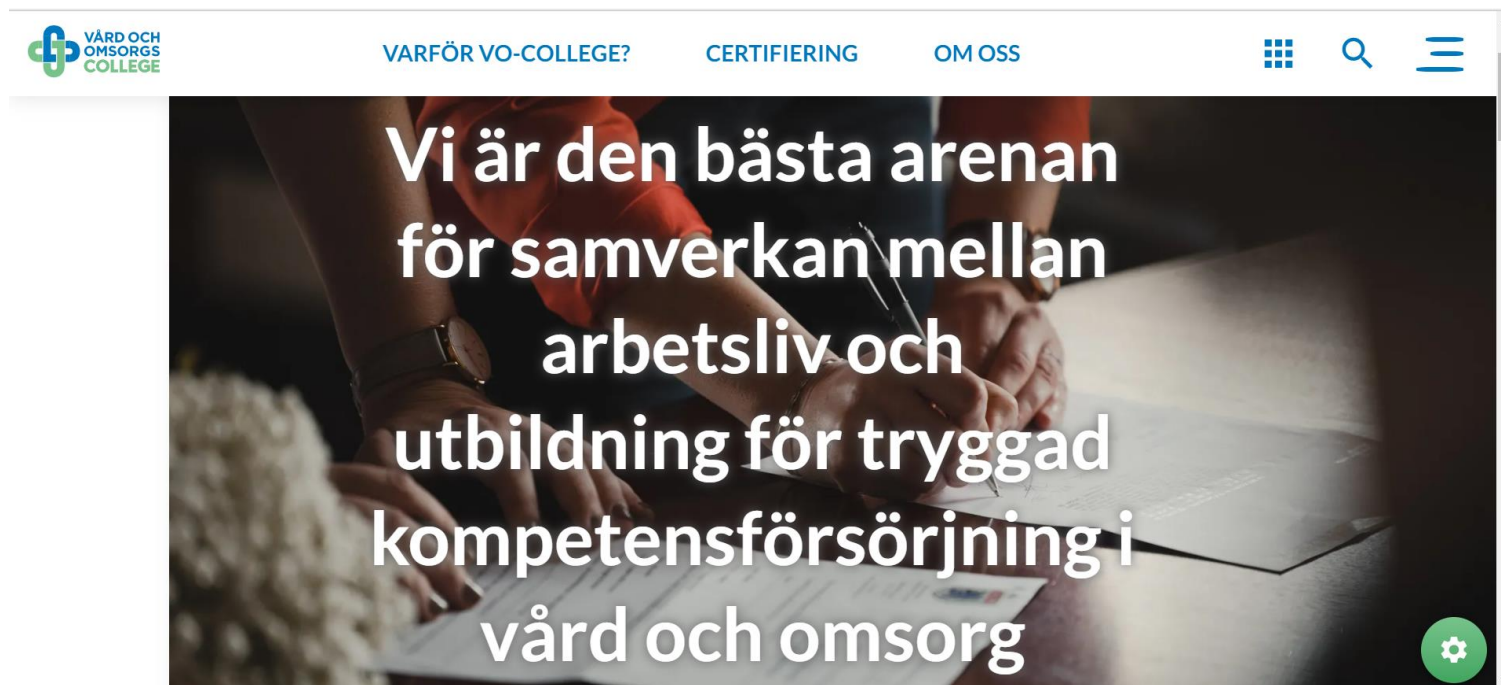 VÅRD OCH
OMSORGS
COLLEGE
VARFÖR VO-COLLEGE?
CERTIFIERING
OM OSS
Vi är den bästa arenan
för samverkan mellan
arbetsliv och
utbildning för tryggad
kompetensförsörjning i
vård och omsorg